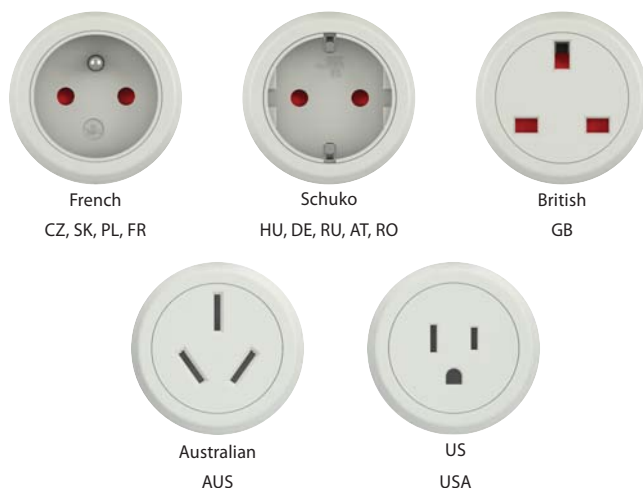 French
Schuko
British
CZ, SK, PL, FR
HU, DE, RU, AT, RO
GB
Australian
US
AUS
USA